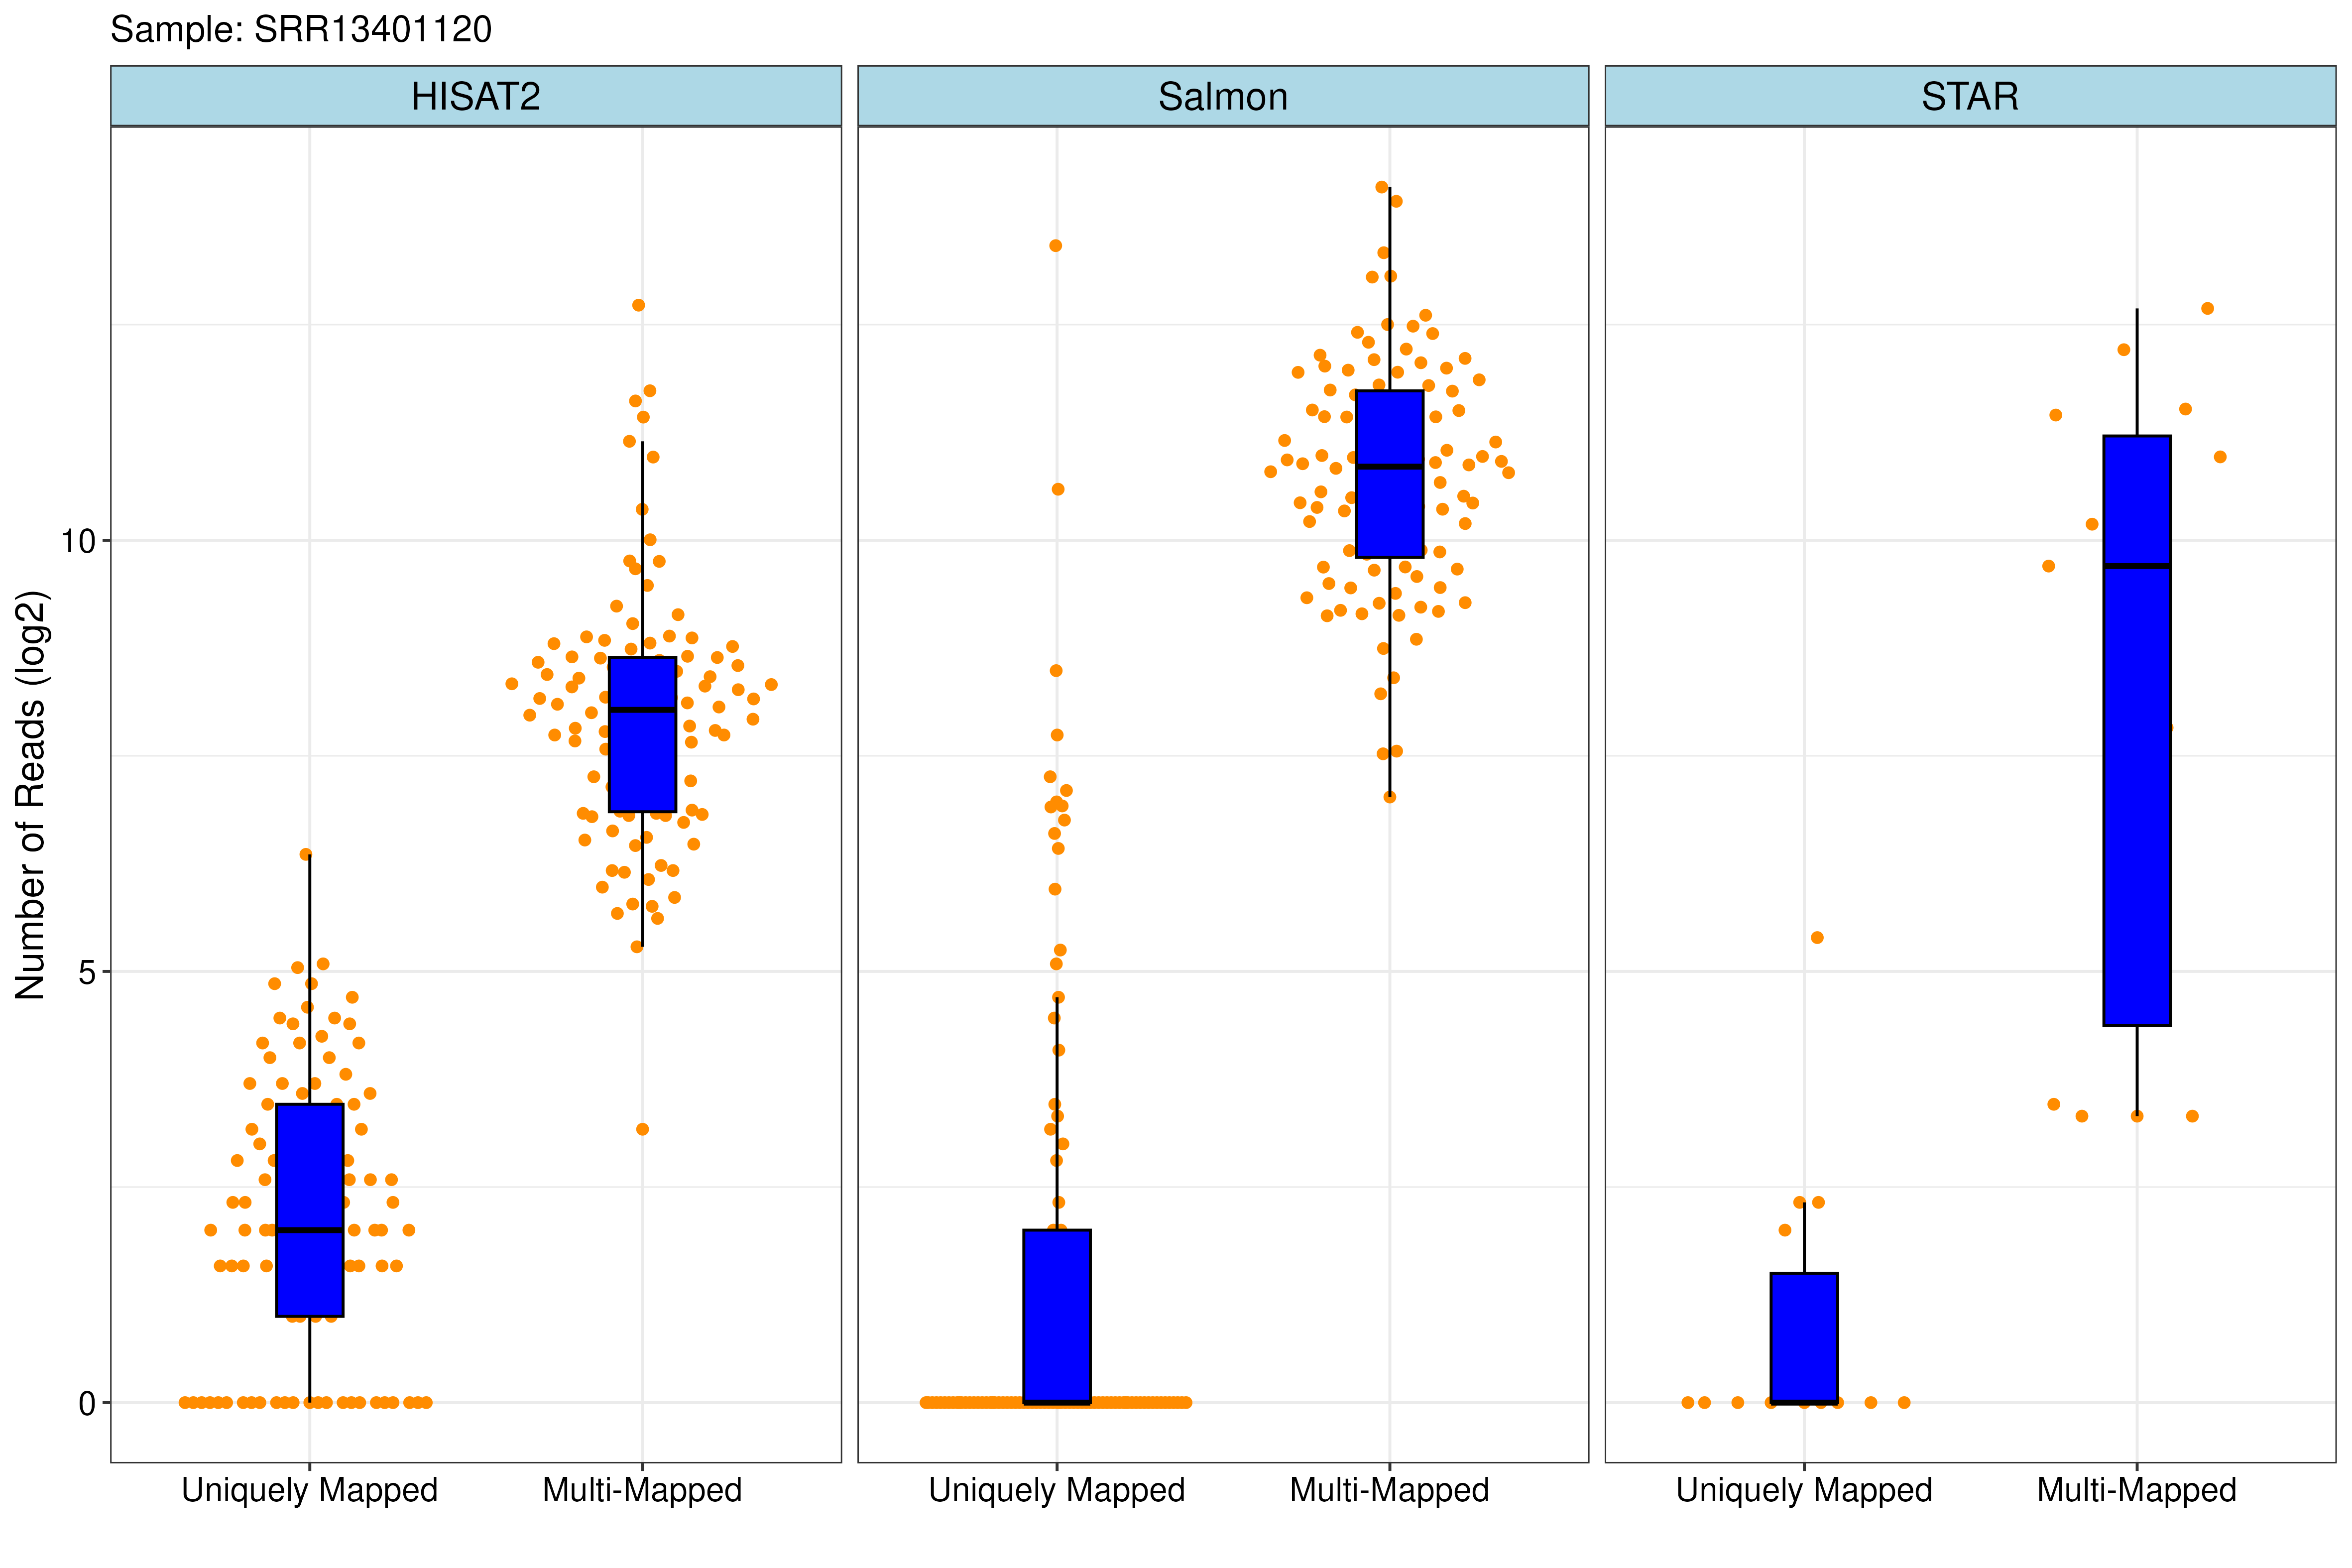 Sample: SRR13401120
HISAT2
Salmon
STAR
Number of Reads (log2)
10
5
0
Uniquely Mapped
Multi-Mapped
Uniquely Mapped
Multi-Mapped
Uniquely Mapped
Multi-Mapped